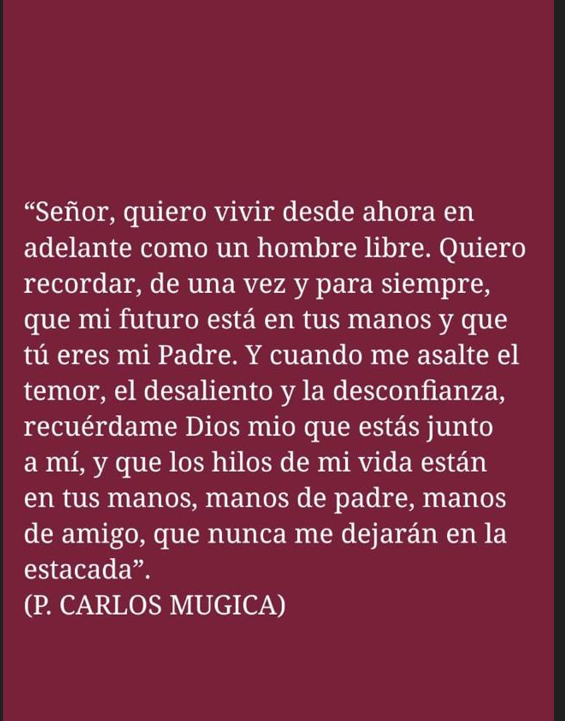 “Señor, quiero vivir desde ahora en
adelante como un hombre libre. Quiero
recordar, de una vez y para siempre,
que mi futuro está en tus manos y que
tú eres mi Padre. Y cuando me asalte el
temor, el desaliento y la desconfianza,
recuérdame Dios mio que estás junto
a mí, y que los hilos de mi vida están
en tus manos, manos de padre, manos
de amigo, que nunca me dejarán en la
estacada”.
(P. CARLOS MUGICA)